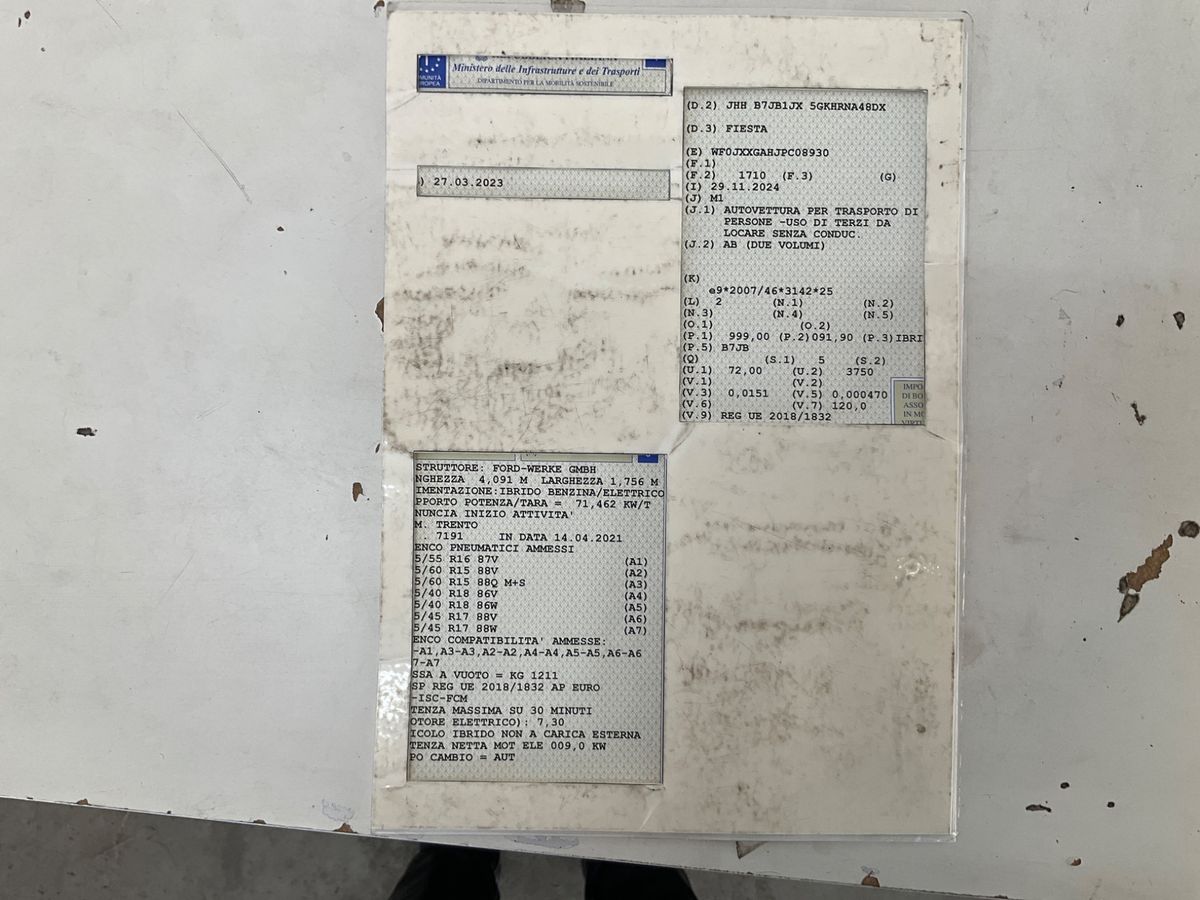 MUNITÀ
ROPEA
Ministero delle Infrastrutture e dei Trasporti
DIPARTIMENTO PER LA MOBILITÀ SOSTENIBILE
) 27.03.2023
(D.2) JHH B7JB1JX 5GKHRNA48DX
(D.3) FIESTA
(E) WF0JXXGAHJPC08930
(F.1)
(F.2) 1710 (F.3) (G)
(I) 29.11.2024
(J) M1
(J.1) AUTOVETTURA PER TRASPORTO DI
PERSONE -USO DI TERZI DA
LOCARE SENZA CONDUC.
(J.2) AB (DUE VOLUMI)
(K)
e9*2007/46*3142*25
(L) 2 (N.1) (N.2)
(N.3) (N.4) (N.5)
(O.1) (O.2)
(P.1) 999,00 (P.2)091,90 (P.3)IBRI
(P.5) B7JB
(Q) (S.1) 5 (S.2)
(U.1) 72,00 (U.2) 3750
(V.1) (V.2)
(V.3) 0,0151 (V.5) 0,000470
(V.6) (V.7) 120,0
(V.9) REG UE 2018/1832
IMPO
DI BO
ASSO
IN MO
VIRTU
STRUTTORE: FORD-WERKE GMBH
NGHEZZA 4,091 M LARGHEZZA 1,756 M
IMENTAZIONE:IBRIDO BENZINA/ELETTRICO
PPORTO POTENZA/TARA = 71,462 KW/T
NUNCIA INIZIO ATTIVITA'
M. TRENTO
. 7191 IN DATA 14.04.2021
ENCO PNEUMATICI AMMESSI
5/55 R16 87V (A1)
5/60 R15 88V (A2)
5/60 R15 88Q M+S (A3)
5/40 R18 86V (A4)
5/40 R18 86W (A5)
5/45 R17 88V (A6)
5/45 R17 88W (A7)
ENCO COMPATIBILITA' AMMESSE:
-A1,A3-A3,A2-A2,A4-A4,A5-A5,A6-A6
7-A7
SSA A VUOTO = KG 1211
SP REG UE 2018/1832 AP EURO
-ISC-FCM
TENZA MASSIMA SU 30 MINUTI
OTORE ELETTRICO): 7,30
ICOLO IBRIDO NON A CARICA ESTERNA
TENZA NETTA MOT ELE 009,0 KW
PO CAMBIO = AUT